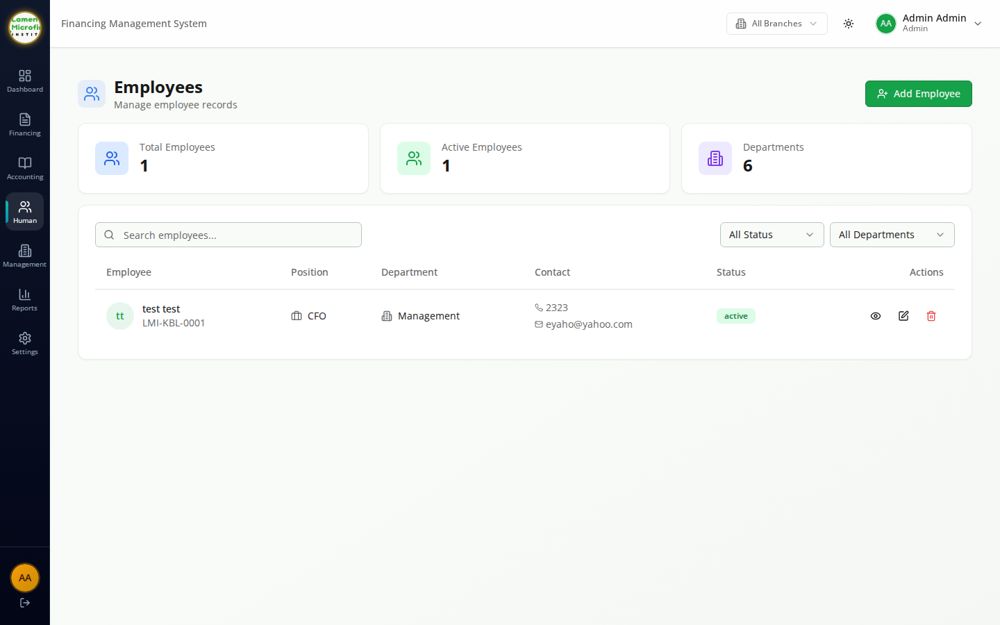 Lamen
Microfi
INSTIT
Financing Management System
All Branches
AA
Admin Admin
Admin
Dashboard
Financing
Accounting
Human
Management
Reports
Settings
AA
Employees
Manage employee records
Add Employee
Total Employees
1
Active Employees
1
Departments
6
Search employees...
All Status
All Departments
Employee
Position
Department
Contact
Status
Actions
tt
test test
LMI-KBL-0001
CFO
Management
2323
eyaho@yahoo.com
active